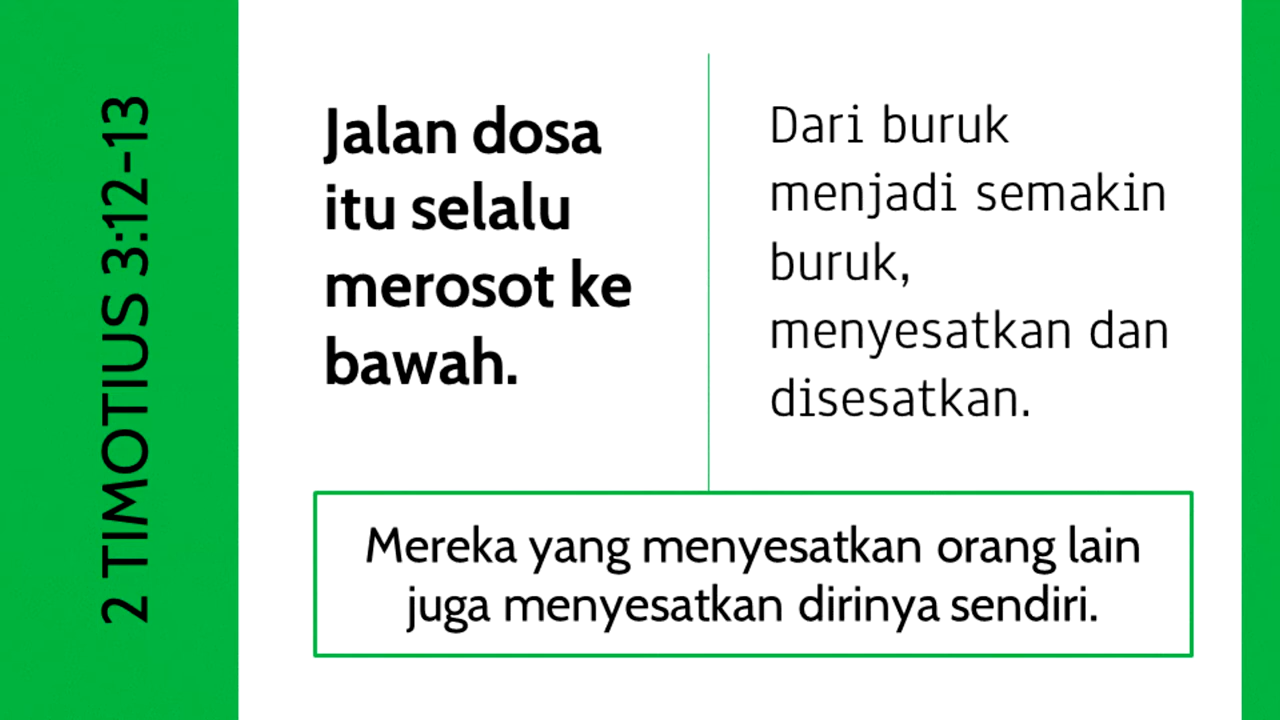 2 TIMOTIUS 3:12-13
Jalan dosa
itu selalu
merosot ke
bawah.
Dari buruk
menjadi semakin
buruk,
menyesatkan dan
disesatkan.
Mereka yang menyesatkan orang lain
juga menyesatkan dirinya sendiri.